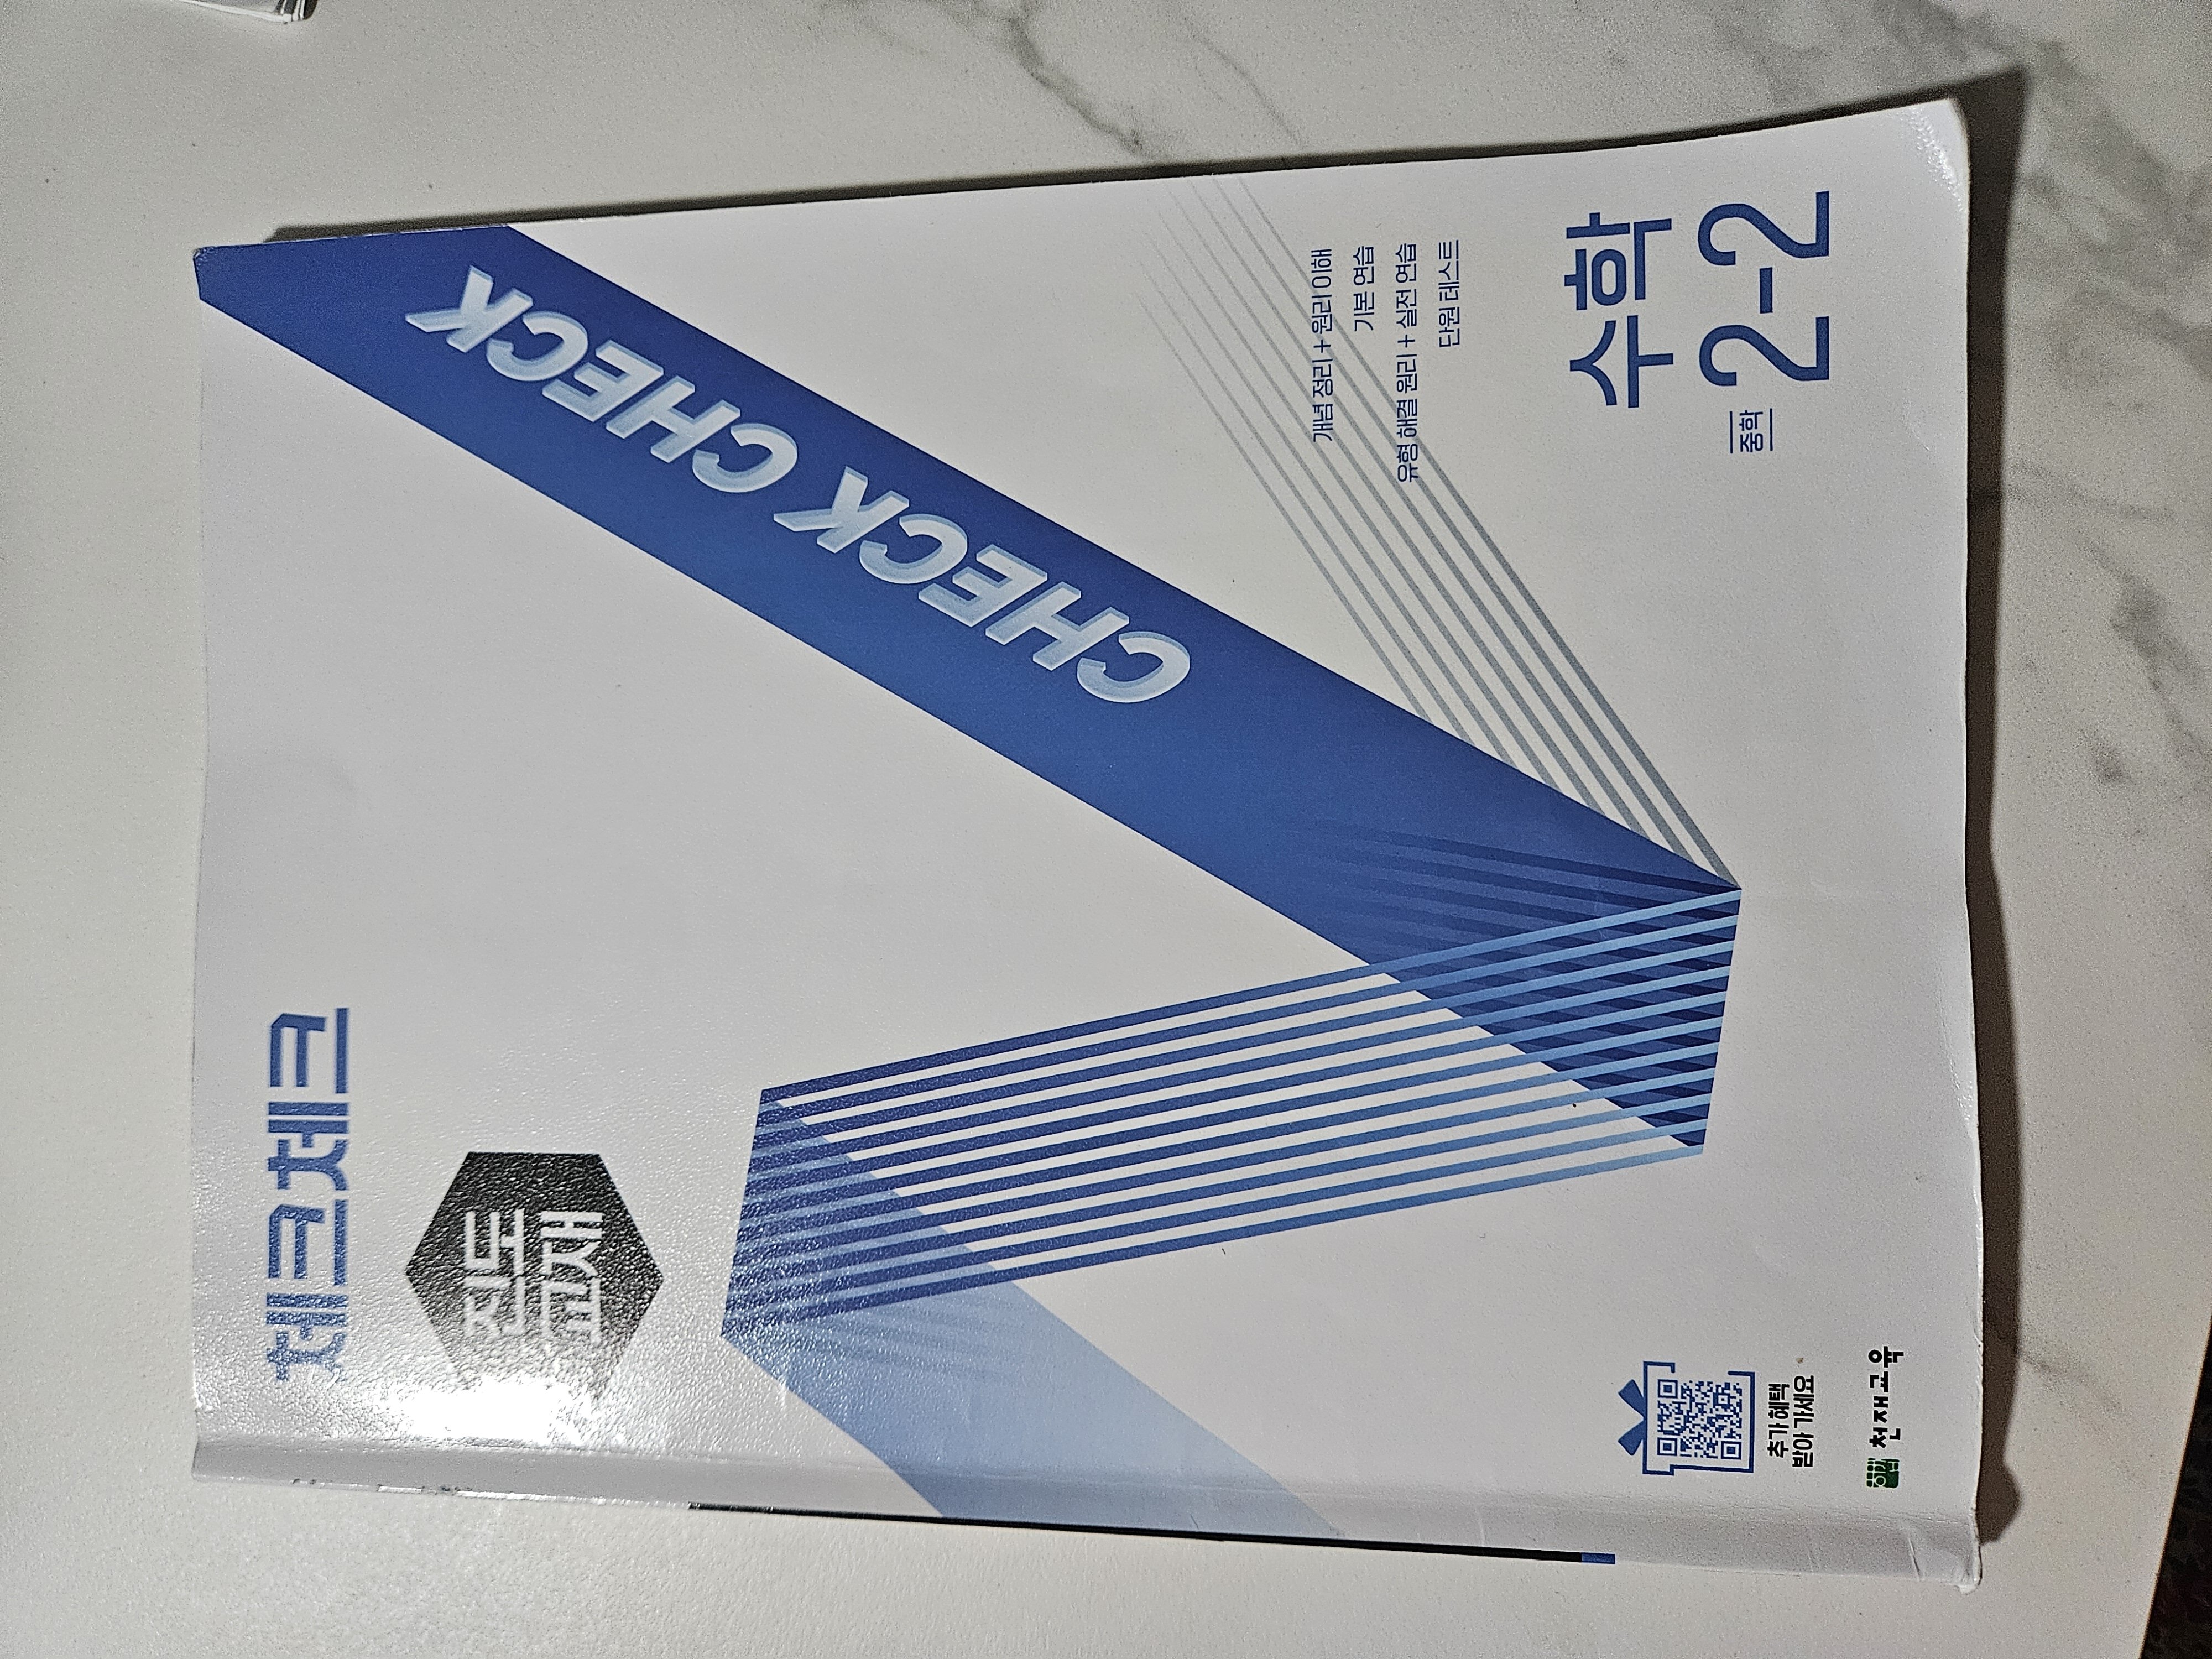 체크체크
진도
교재
CHECK CHECK
개념 정리 + 원리 이해
기본 연습
유형 해결 원리 + 실전 연습
단원 테스트
수학
중학 2-2
추가 혜택
받아 가세요
천재교육